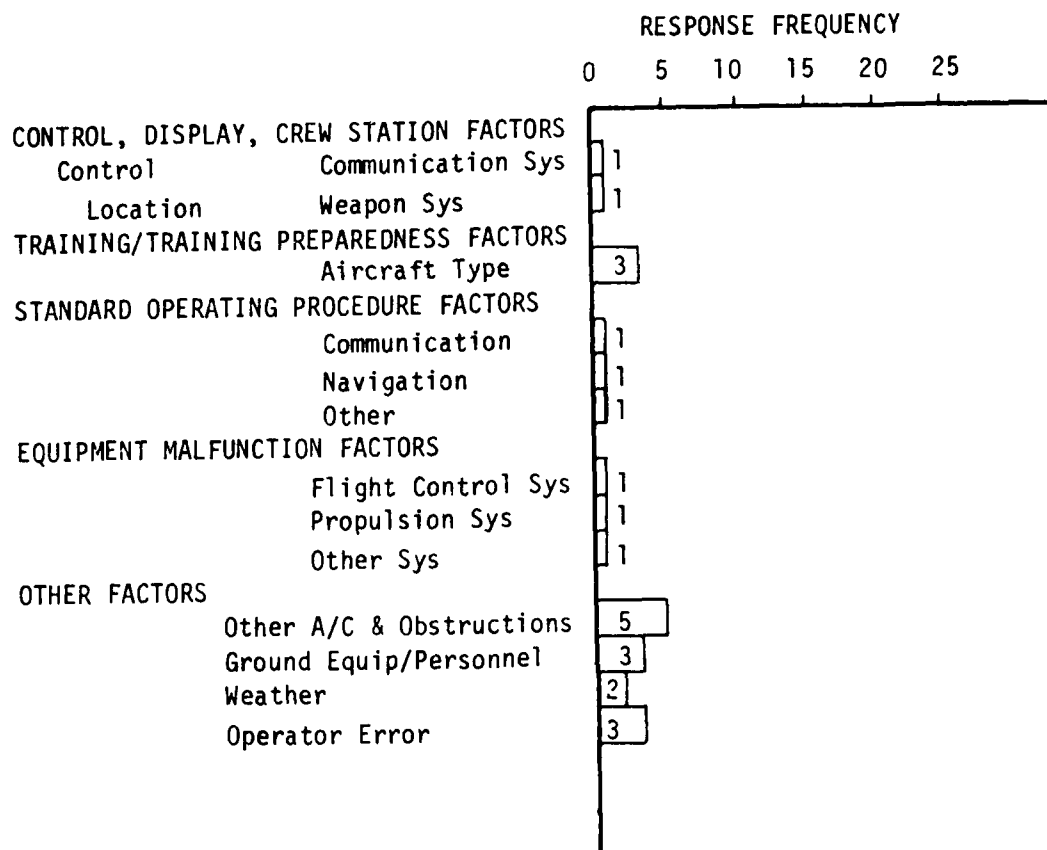 RESPONSE FREQUENCY
0 5 10 15 20 25
CONTROL, DISPLAY, CREW STATION FACTORS
Control Communication Sys 1
Location Weapon Sys 1
TRAINING/TRAINING PREPAREDNESS FACTORS
Aircraft Type 3
STANDARD OPERATING PROCEDURE FACTORS
Communication 1
Navigation 1
Other 1
EQUIPMENT MALFUNCTION FACTORS
Flight Control Sys 1
Propulsion Sys 1
Other Sys 1
OTHER FACTORS
Other A/C & Obstructions 5
Ground Equip/Personnel 3
Weather 2
Operator Error 3